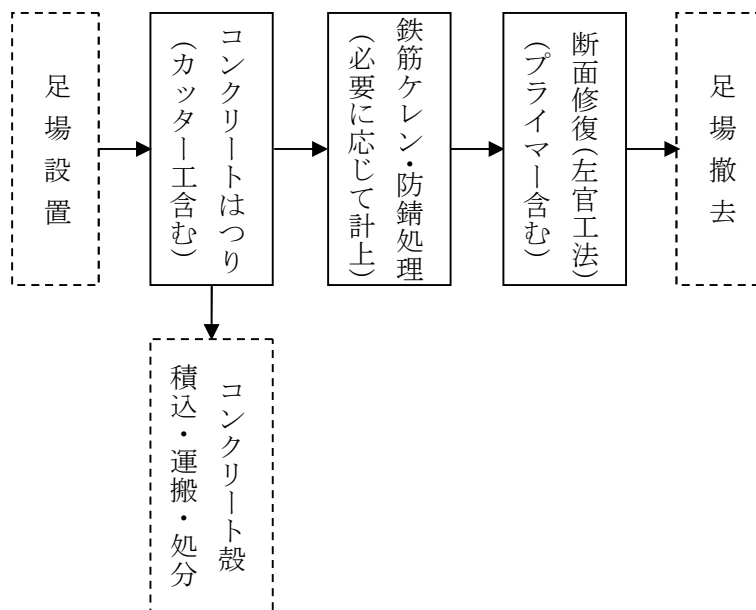 足場設置
コンクリートはつり
(カッター工含む)
鉄筋ケレン・防錆処理
(必要に応じて計上)
断面修復(左官工法)
(プライマー含む)
足場撤去
コンクリート殻
積込・運搬・処分